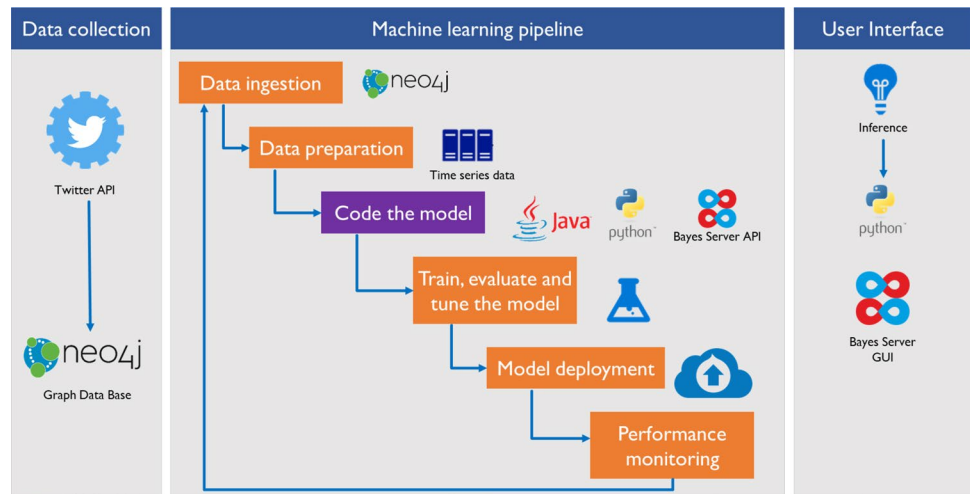 Data collection
Machine learning pipeline
User Interface
Twitter API
neo4j
Graph Data Base
Data ingestion
neo4j
Data preparation
Time series data
Code the model
Java
python
Bayes Server API
Train, evaluate and
tune the model
Model deployment
Performance
monitoring
Inference
python
Bayes Server
GUI